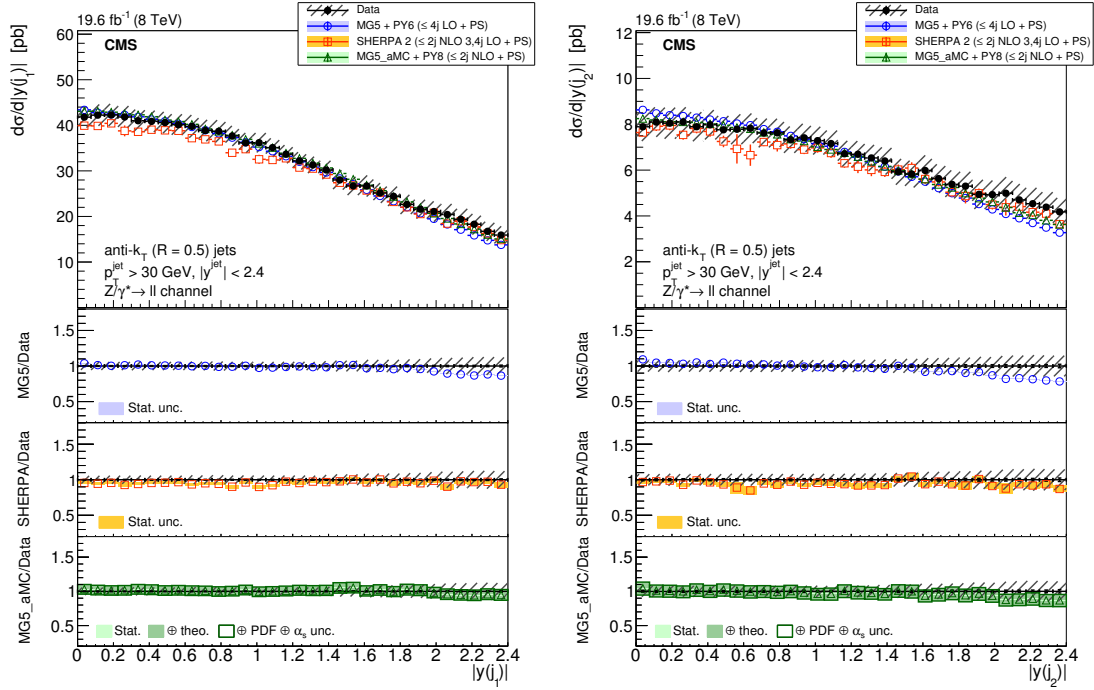 19.6 fb⁻¹ (8 TeV)
Data
MG5 + PY6 (≤ 4j LO + PS)
SHERPA 2 (≤ 2j NLO 3,4j LO + PS)
MG5_aMC + PY8 (≤ 2j NLO + PS)
CMS
dσ/d|y(j₁)| [pb]
60
50
40
30
20
10
anti-k_T (R = 0.5) jets
p_T^jet > 30 GeV, |y^jet| < 2.4
Z/γ* → ll channel
MG5/Data
1.5
1
0.5
Stat. unc.
SHERPA/Data
1.5
1
0.5
Stat. unc.
MG5_aMC/Data
1.5
1
0.5
Stat. ⊕ theo. ⊕ PDF ⊕ α_s unc.
0 0.2 0.4 0.6 0.8 1 1.2 1.4 1.6 1.8 2 2.2 2.4
|y(j₁)|
19.6 fb⁻¹ (8 TeV)
Data
MG5 + PY6 (≤ 4j LO + PS)
SHERPA 2 (≤ 2j NLO 3,4j LO + PS)
MG5_aMC + PY8 (≤ 2j NLO + PS)
CMS
dσ/d|y(j₂)| [pb]
12
10
8
6
4
2
0
anti-k_T (R = 0.5) jets
p_T^jet > 30 GeV, |y^jet| < 2.4
Z/γ* → ll channel
MG5/Data
1.5
1
0.5
Stat. unc.
SHERPA/Data
1.5
1
0.5
Stat. unc.
MG5_aMC/Data
1.5
1
0.5
Stat. ⊕ theo. ⊕ PDF ⊕ α_s unc.
0 0.2 0.4 0.6 0.8 1 1.2 1.4 1.6 1.8 2 2.2 2.4
|y(j₂)|